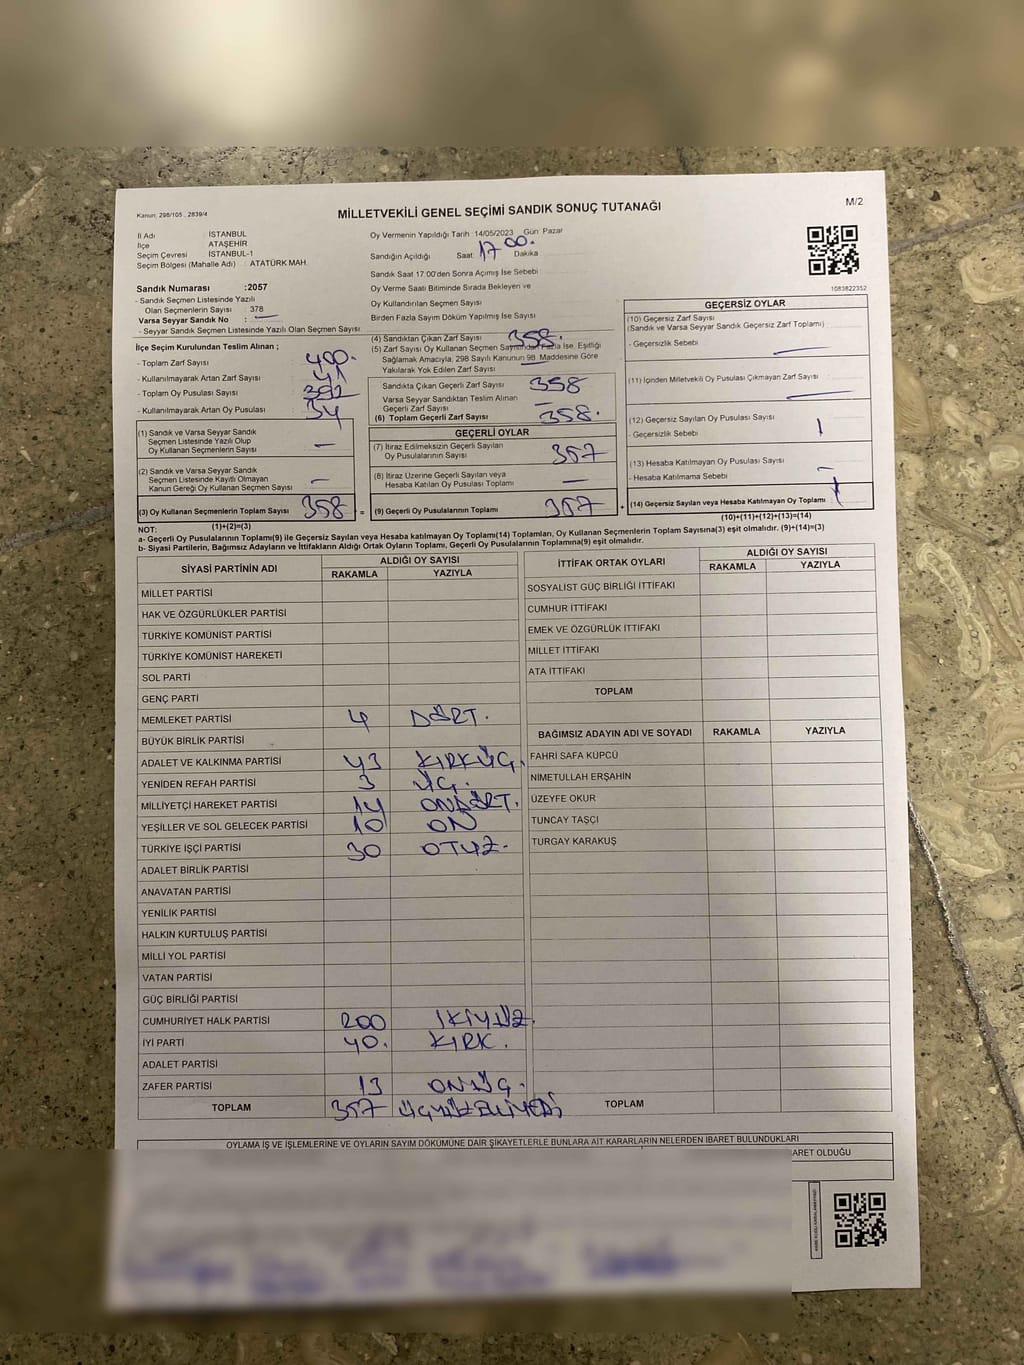 Kanun: 298/105 , 2839/4
MİLLETVEKİLİ GENEL SEÇİMİ SANDIK SONUÇ TUTANAĞI
M/2
İl Adı : İSTANBUL
İlçe : ATAŞEHİR
Seçim Çevresi : İSTANBUL-1
Seçim Bölgesi (Mahalle Adı) : ATATÜRK MAH.
Sandık Numarası :2057
- Sandık Seçmen Listesinde Yazılı
Olan Seçmenlerin Sayısı : 378
Varsa Seyyar Sandık No : —
- Seyyar Sandık Seçmen Listesinde Yazılı Olan Seçmen Sayısı
Oy Vermenin Yapıldığı Tarih :14/05/2023 Gün Pazar
Sandığın Açıldığı Saat 17 00. Dakika
Sandık Saat 17:00'den Sonra Açımış İse Sebebi
Oy Verme Saati Bitiminde Sırada Bekleyen ve
Oy Kullandırılan Seçmen Sayısı
Birden Fazla Sayım Döküm Yapılmış İse Sayısı
1083822352
İlçe Seçim Kurulundan Teslim Alınan ;
- Toplam Zarf Sayısı : 400.
- Kullanılmayarak Artan Zarf Sayısı :
- Toplam Oy Pusulası Sayısı :
- Kullanılmayarak Artan Oy Pusulası : 34
(1) Sandık ve Varsa Seyyar Sandık
Seçmen Listesinde Yazılı Olup
Oy Kullanan Seçmenlerin Sayısı : —
(2) Sandık ve Varsa Seyyar Sandık
Seçmen Listesinde Kayıtlı Olmayan
Kanun Gereği Oy Kullanan Seçmen Sayısı : —
(3) Oy Kullanan Seçmenlerin Toplam Sayısı : 358
(1)+(2)=(3)
(4) Sandıktan Çıkan Zarf Sayısı : 358.
(5) Zarf Sayısı Oy Kullanan Seçmen Sayısından Fazla İse, Eşitliği
Sağlamak Amacıyla, 298 Sayılı Kanunun 98. Maddesine Göre
Yakılarak Yok Edilen Zarf Sayısı : —
Sandıkta Çıkan Geçerli Zarf Sayısı : 358
Varsa Seyyar Sandıktan Teslim Alınan
Geçerli Zarf Sayısı : —
(6) Toplam Geçerli Zarf Sayısı : 358.
GEÇERLİ OYLAR
(7) İtiraz Edilmeksizin Geçerli Sayılan
Oy Pusulalarının Sayısı : 357
(8) İtiraz Üzerine Geçerli Sayılan veya
Hesaba Katılan Oy Pusulası Toplamı : —
= (9) Geçerli Oy Pusulalarının Toplamı : 357 +
GEÇERSİZ OYLAR
(10) Geçersiz Zarf Sayısı
(Sandık ve Varsa Seyyar Sandık Geçersiz Zarf Toplamı) :
- Geçersizlik Sebebi : —
(11) İçinden Milletvekili Oy Pusulası Çıkmayan Zarf Sayısı : —
(12) Geçersiz Sayılan Oy Pusulası Sayısı : 1
- Geçersizlik Sebebi
(13) Hesaba Katılmayan Oy Pusulası Sayısı : —
- Hesaba Katılmama Sebebi
(14) Geçersiz Sayılan veya Hesaba Katılmayan Oy Toplamı : 1
(10)+(11)+(12)+(13)=(14)
NOT:
a- Geçerli Oy Pusulalarının Toplamı(9) ile Geçersiz Sayılan veya Hesaba katılmayan Oy Toplamı(14) Toplamları, Oy Kullanan Seçmenlerin Toplam Sayısına(3) eşit olmalıdır. (9)+(14)=(3)
b- Siyasi Partilerin, Bağımsız Adayların ve İttifakların Aldığı Ortak Oyların Toplamı, Geçerli Oy Pusulalarının Toplamına(9) eşit olmalıdır.
SİYASİ PARTİNİN ADI ALDIĞI OY SAYISI
RAKAMLA YAZIYLA
MİLLET PARTİSİ
HAK VE ÖZGÜRLÜKLER PARTİSİ
TÜRKİYE KOMÜNİST PARTİSİ
TÜRKİYE KOMÜNİST HAREKETİ
SOL PARTİ
GENÇ PARTİ
MEMLEKET PARTİSİ 4 DÖRT.
BÜYÜK BİRLİK PARTİSİ
ADALET VE KALKINMA PARTİSİ 43 KIRKÜÇ.
YENİDEN REFAH PARTİSİ 3 ÜÇ.
MİLLİYETÇİ HAREKET PARTİSİ 14 ONDÖRT.
YEŞİLLER VE SOL GELECEK PARTİSİ 10 ON
TÜRKİYE İŞÇİ PARTİSİ 30 OTUZ.
ADALET BİRLİK PARTİSİ
ANAVATAN PARTİSİ
YENİLİK PARTİSİ
HALKIN KURTULUŞ PARTİSİ
MİLLİ YOL PARTİSİ
VATAN PARTİSİ
GÜÇ BİRLİĞİ PARTİSİ
CUMHURİYET HALK PARTİSİ 200 İKİYÜZ.
İYİ PARTİ 40. KIRK.
ADALET PARTİSİ
ZAFER PARTİSİ 13 ONÜÇ.
TOPLAM 357 ÜÇYÜZELLİYEDİ
İTTİFAK ORTAK OYLARI ALDIĞI OY SAYISI
RAKAMLA YAZIYLA
SOSYALİST GÜÇ BİRLİĞİ İTTİFAKI
CUMHUR İTTİFAKI
EMEK VE ÖZGÜRLÜK İTTİFAKI
MİLLET İTTİFAKI
ATA İTTİFAKI
TOPLAM
BAĞIMSIZ ADAYIN ADI VE SOYADI RAKAMLA YAZIYLA
FAHRİ SAFA KÜPCÜ
NİMETULLAH ERŞAHİN
ÜZEYFE OKUR
TUNCAY TAŞÇI
TURGAY KARAKUŞ
TOPLAM
OYLAMA İŞ VE İŞLEMLERİNE VE OYLARIN SAYIM DÖKÜMÜNE DAİR ŞİKAYETLERLE BUNLARA AİT KARARLARIN NELERDEN İBARET BULUNDUKLARI
ARET OLDUĞU